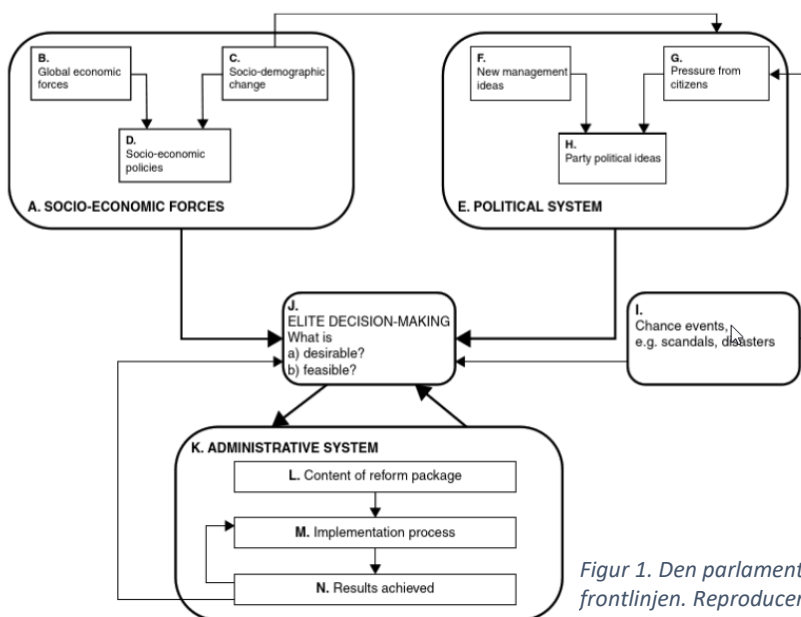 B.
Global economic
forces
C.
Socio-demographic
change
D.
Socio-economic
policies
A. SOCIO-ECONOMIC FORCES
F.
New management
ideas
G.
Pressure from
citizens
H.
Party political ideas
E. POLITICAL SYSTEM
J.
ELITE DECISION-MAKING
What is
a) desirable?
b) feasible?
I.
Chance events,
e.g. scandals, disasters
K. ADMINISTRATIVE SYSTEM
L. Content of reform package
M. Implementation process
N. Results achieved
Figur 1. Den parlament
frontlinjen. Reproducer